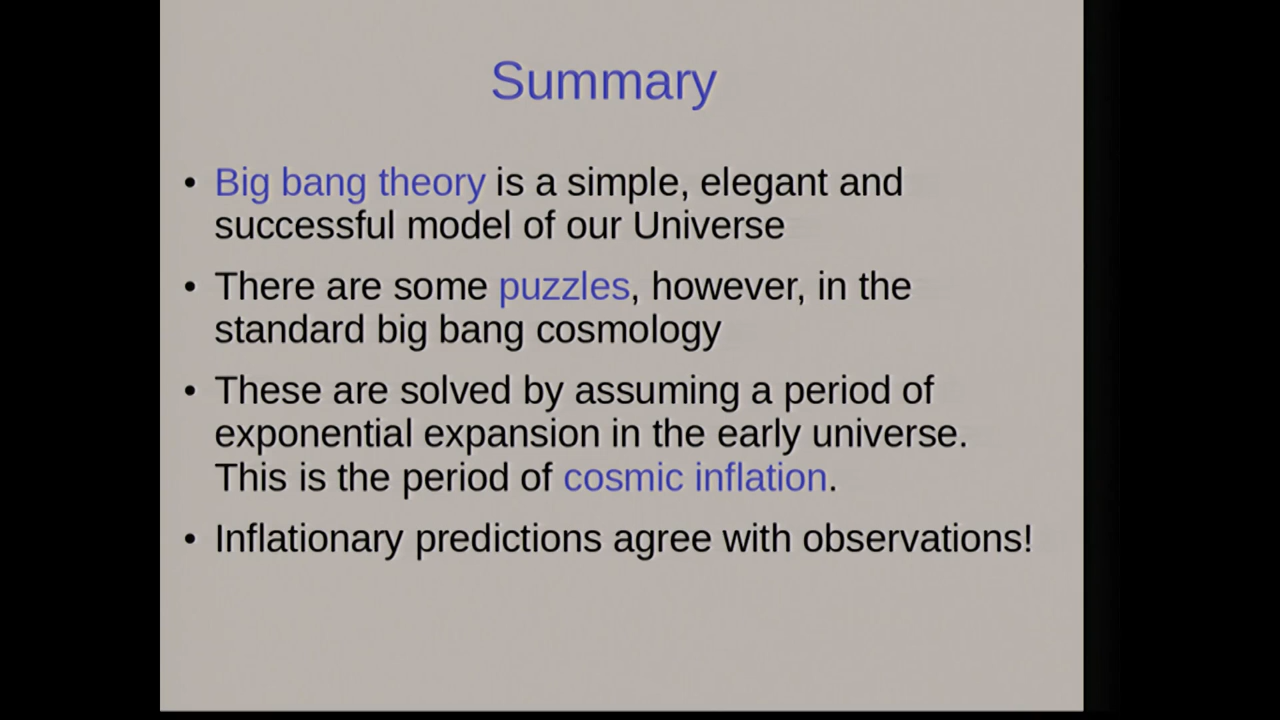 Summary
• Big bang theory is a simple, elegant and
successful model of our Universe
• There are some puzzles, however, in the
standard big bang cosmology
• These are solved by assuming a period of
exponential expansion in the early universe.
This is the period of cosmic inflation.
• Inflationary predictions agree with observations!